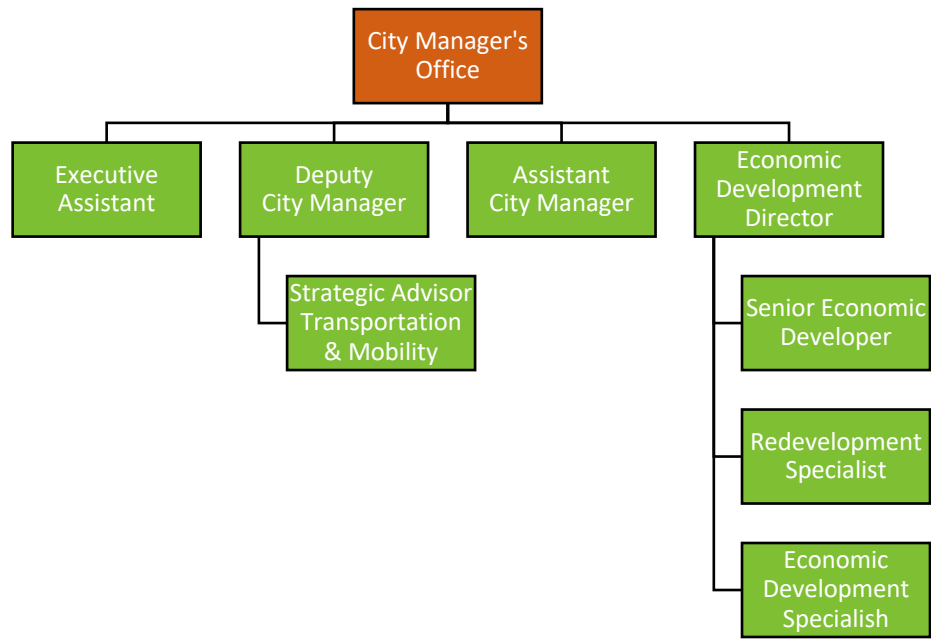 City Manager's
Office
Executive
Assistant
Deputy
City Manager
Assistant
City Manager
Economic
Development
Director
Strategic Advisor
Transportation
& Mobility
Senior Economic
Developer
Redevelopment
Specialist
Economic
Development
Specialish